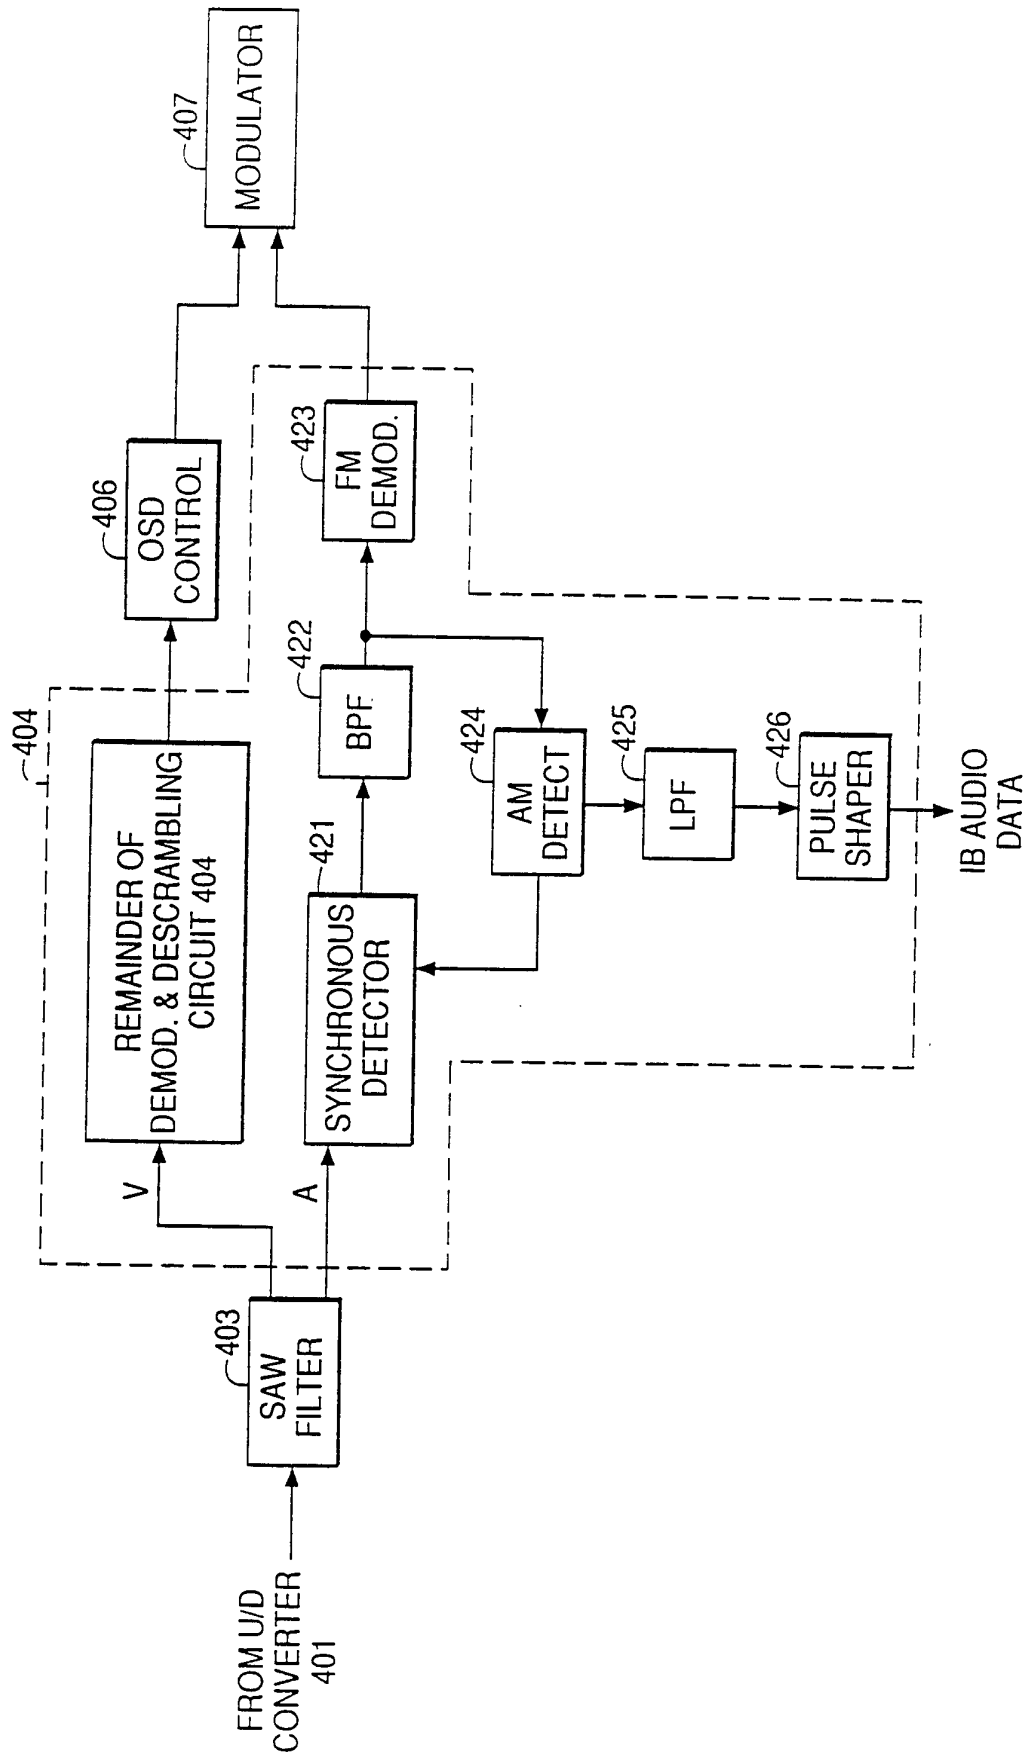 FROM U/D
CONVERTER
401
403
SAW
FILTER
404
V
A
REMAINDER OF
DEMOD. & DESCRAMBLING
CIRCUIT 404
406
OSD
CONTROL
407
MODULATOR
421
SYNCHRONOUS
DETECTOR
422
BPF
423
FM
DEMOD.
424
AM
DETECT
425
LPF
426
PULSE
SHAPER
IB AUDIO
DATA